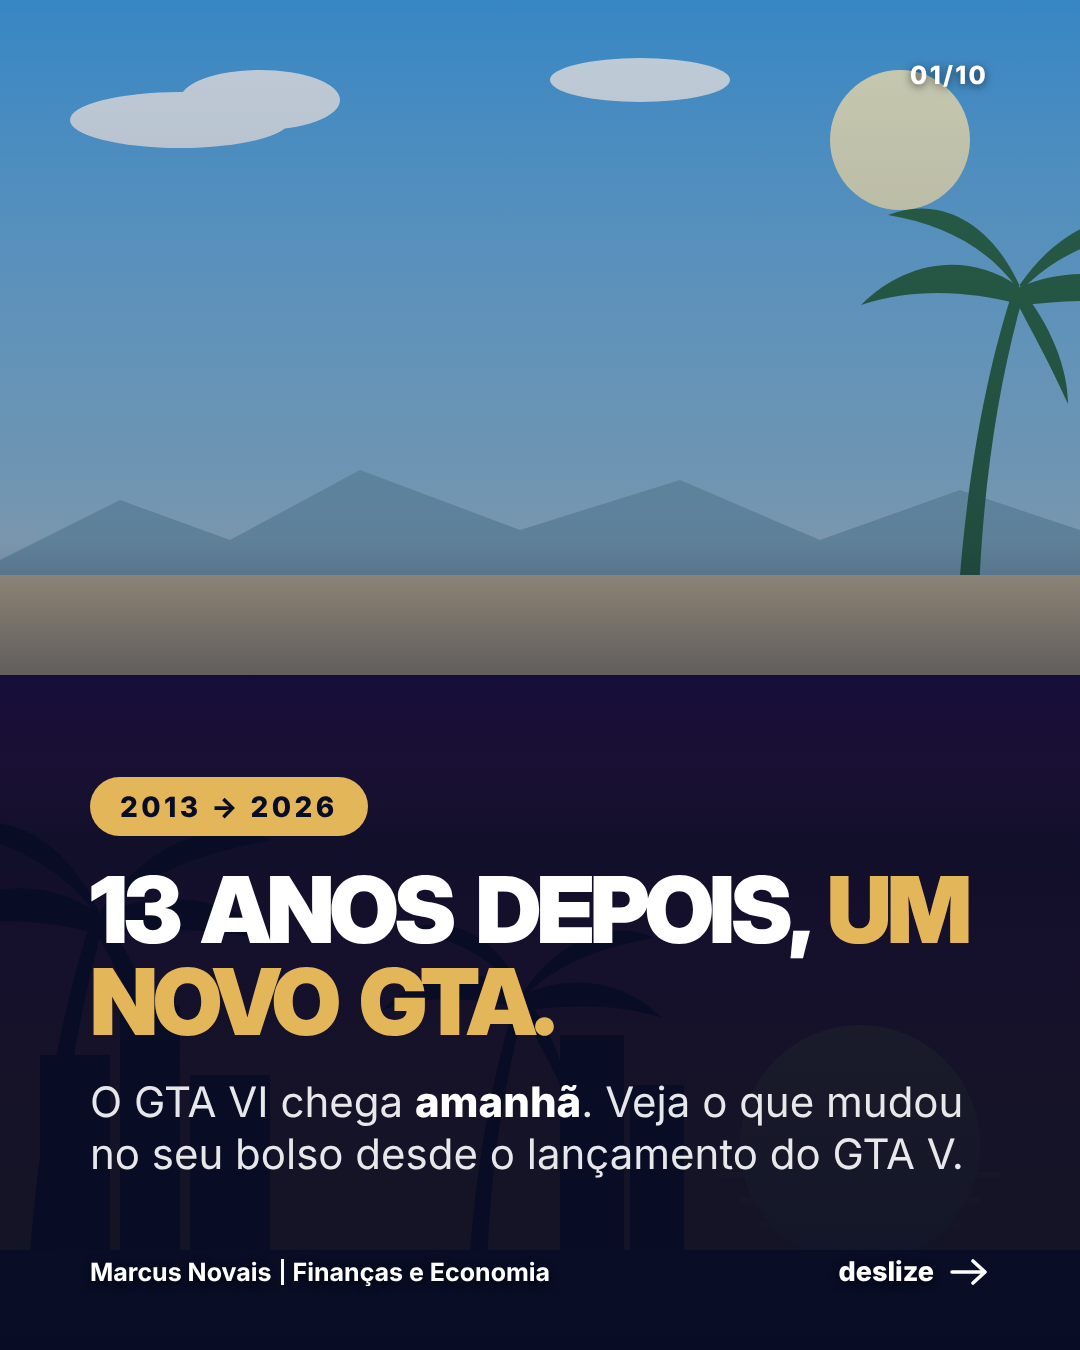 01/10
2013 → 2026
13 ANOS DEPOIS, UM
NOVO GTA.
O GTA VI chega amanhã. Veja o que mudou
no seu bolso desde o lançamento do GTA V.
Marcus Novais | Finanças e Economia
deslize →